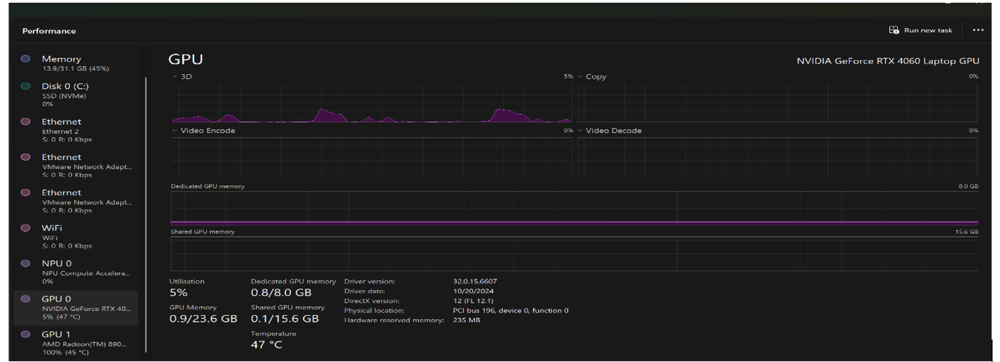 Performance
Run new task
Memory
13.9/31.1 GB (45%)
Disk 0 (C:)
SSD (NVMe)
0%
Ethernet
Ethernet 2
S: 0 R: 0 Kbps
Ethernet
VMware Network Adapt...
S: 0 R: 0 Kbps
Ethernet
VMware Network Adapt...
S: 0 R: 0 Kbps
WiFi
WiFi
S: 0 R: 0 Kbps
NPU 0
NPU Compute Accelera...
0%
GPU 0
NVIDIA GeForce RTX 40...
5% (47 °C)
GPU 1
AMD Radeon(TM) 890...
100% (45 °C)
GPU
NVIDIA GeForce RTX 4060 Laptop GPU
3D 5%
Copy 0%
Video Encode 0%
Video Decode 0%
Dedicated GPU memory 8.0 GB
Shared GPU memory 15.6 GB
Utilisation
5%
Dedicated GPU memory
0.8/8.0 GB
GPU Memory
0.9/23.6 GB
Shared GPU memory
0.1/15.6 GB
Temperature
47 °C
Driver version: 32.0.15.6607
Driver date: 10/20/2024
DirectX version: 12 (FL 12.1)
Physical location: PCI bus 196, device 0, function 0
Hardware reserved memory: 235 MB